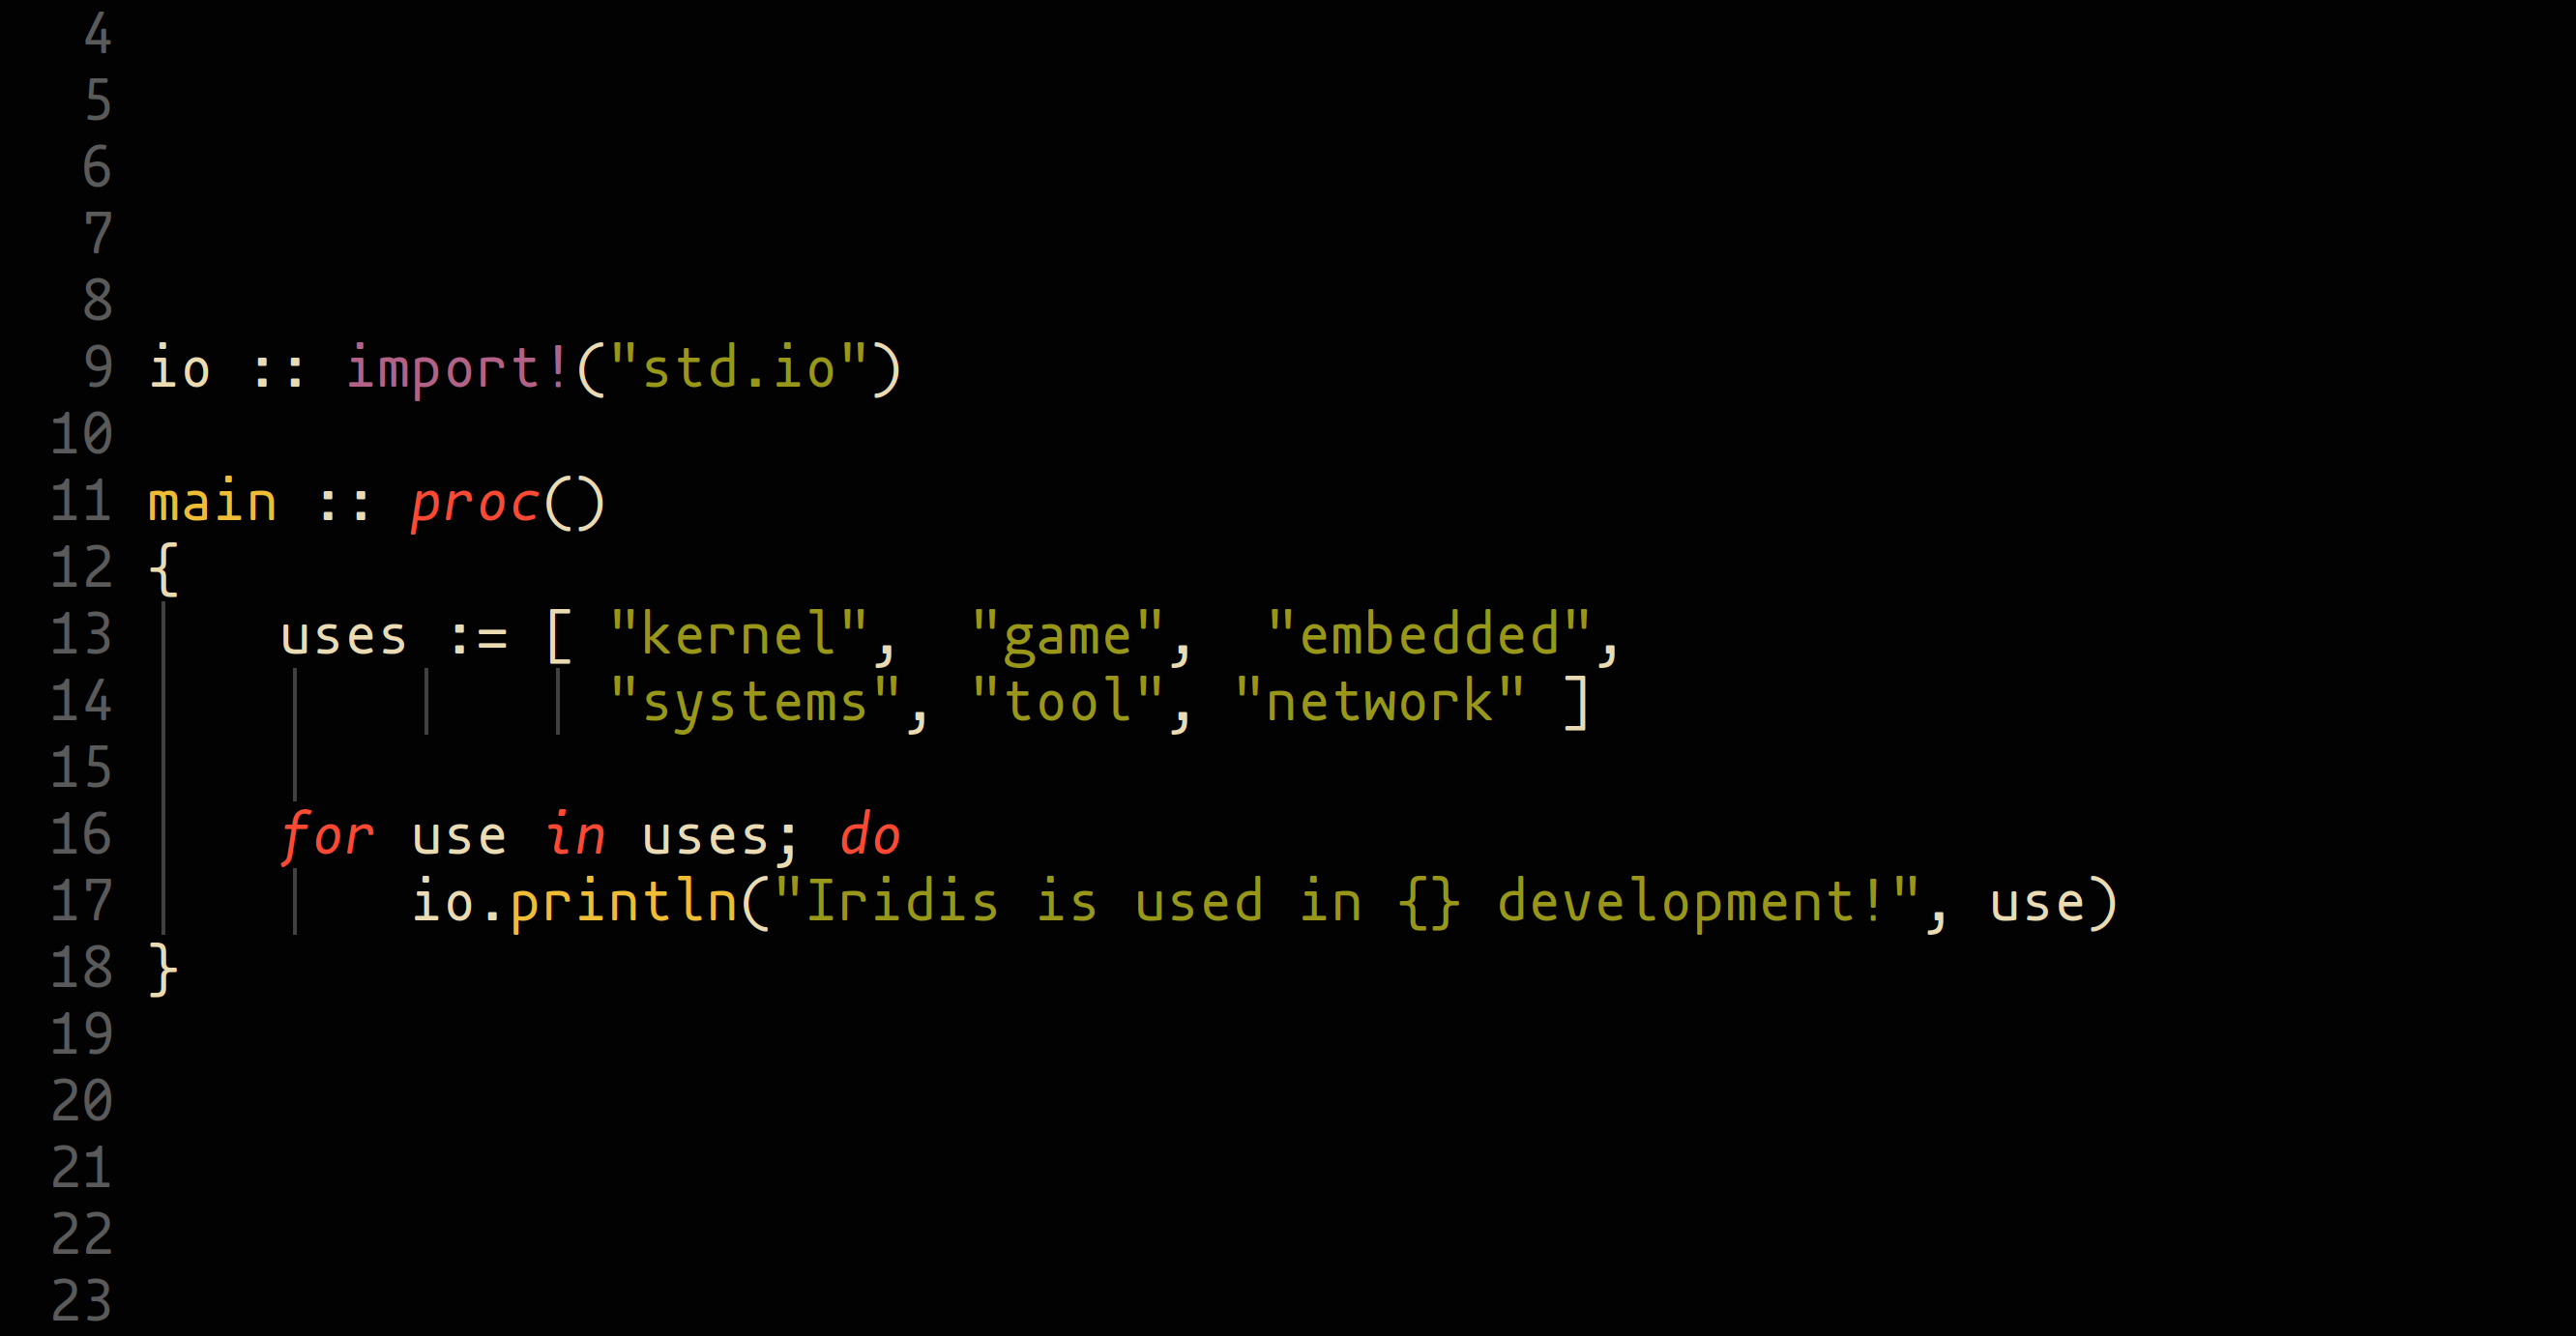 4
5
6
7
8
9 io :: import!("std.io")
10
11 main :: proc()
12 {
13     uses := [ "kernel",  "game",  "embedded",
14               "systems", "tool", "network" ]
15
16     for use in uses; do
17         io.println("Iridis is used in {} development!", use)
18 }
19
20
21
22
23